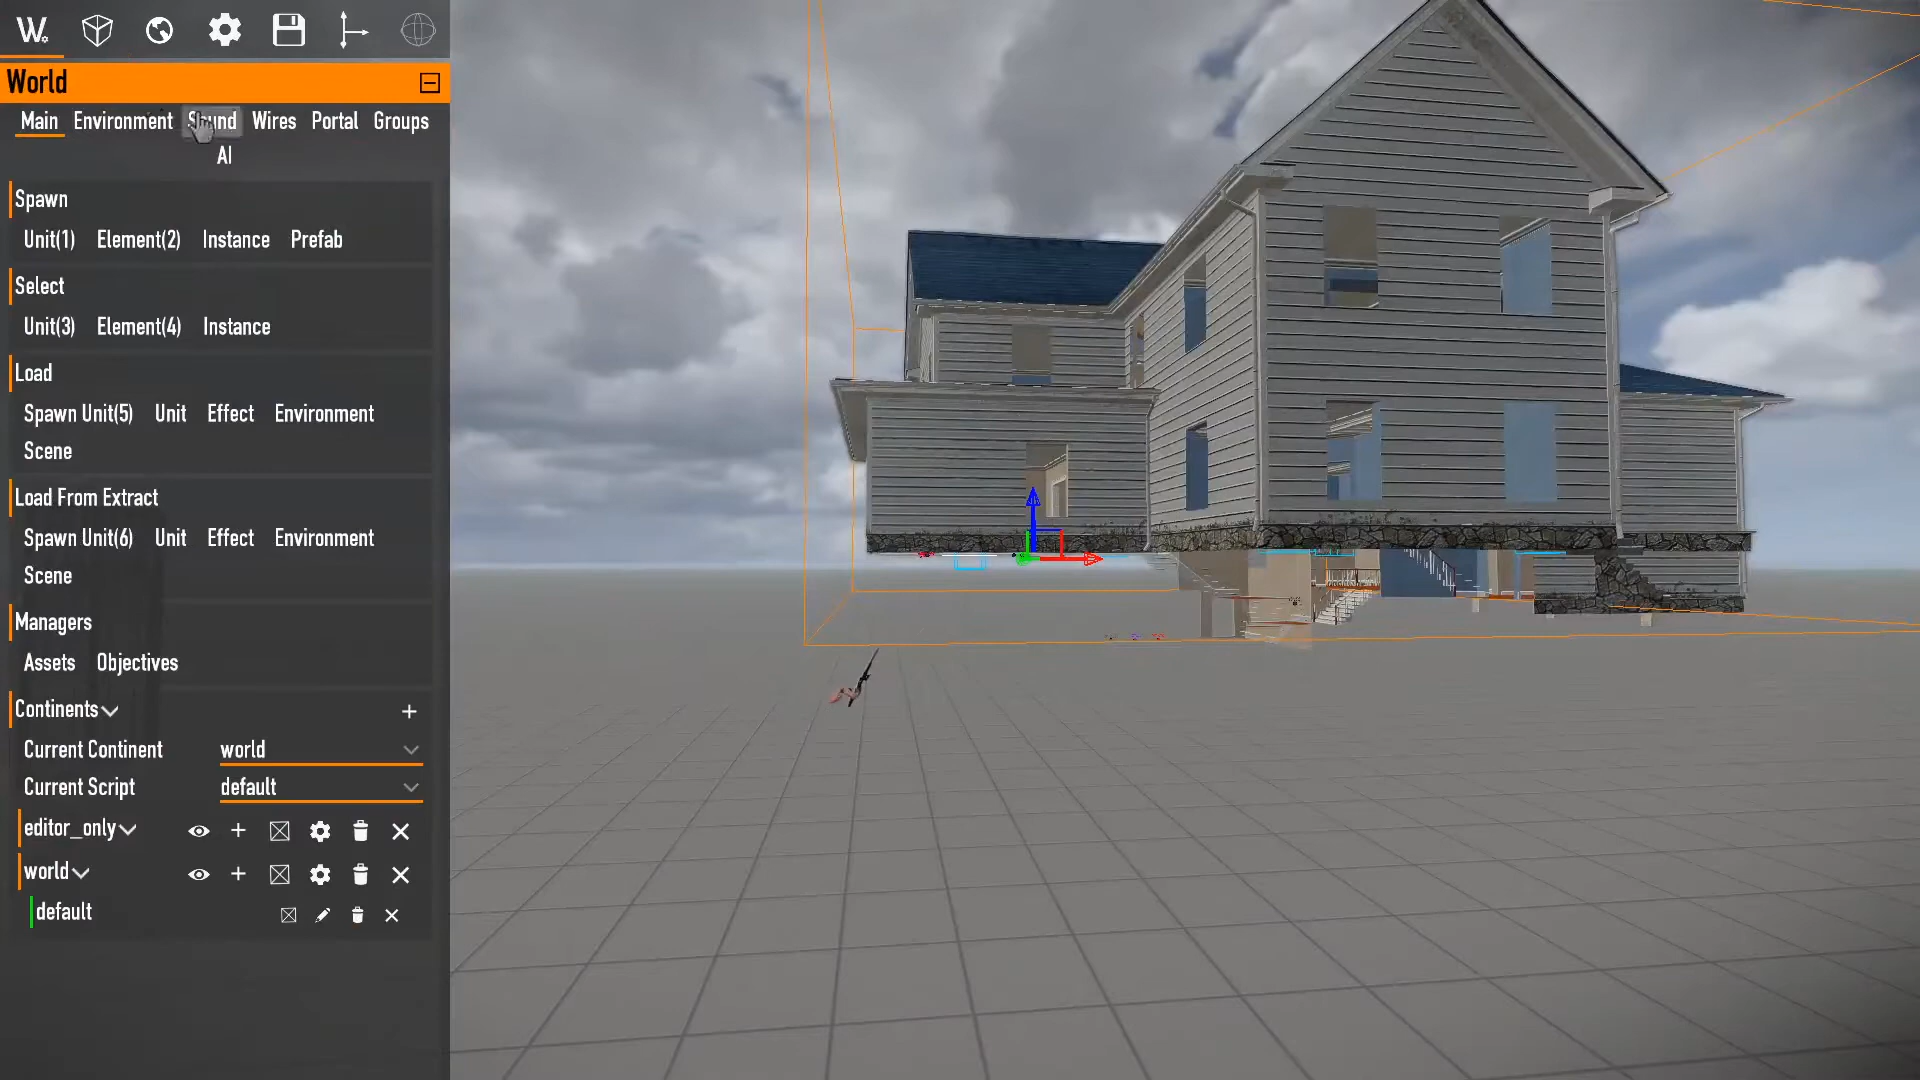 World
Main Environment Sound Wires Portal Groups
AI
Spawn
Unit(1) Element(2) Instance Prefab
Select
Unit(3) Element(4) Instance
Load
Spawn Unit(5) Unit Effect Environment
Scene
Load From Extract
Spawn Unit(6) Unit Effect Environment
Scene
Managers
Assets Objectives
Continents
Current Continent world
Current Script default
editor_only
world
default